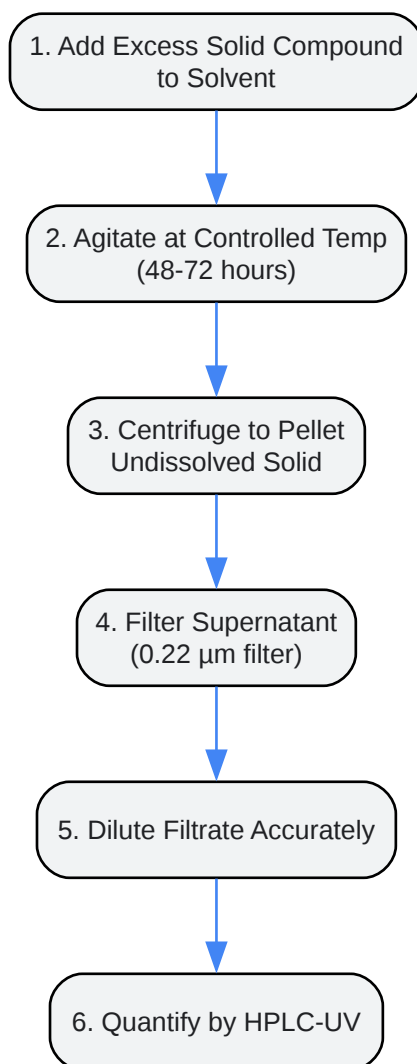 1. Add Excess Solid Compound
to Solvent
2. Agitate at Controlled Temp
(48-72 hours)
3. Centrifuge to Pellet
Undissolved Solid
4. Filter Supernatant
(0.22 µm filter)
5. Dilute Filtrate Accurately
6. Quantify by HPLC-UV